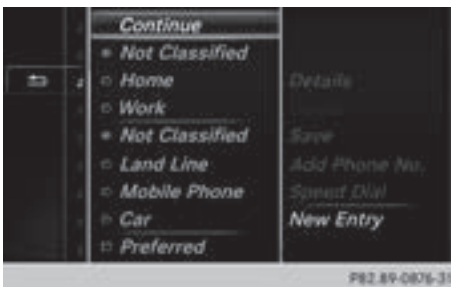 Continue
Not Classified
Home
Work
Not Classified
Land Line
Mobile Phone
Car
Preferred
Details
Save
Add Phone No.
Speed Dial
New Entry
P82.89-0876-31